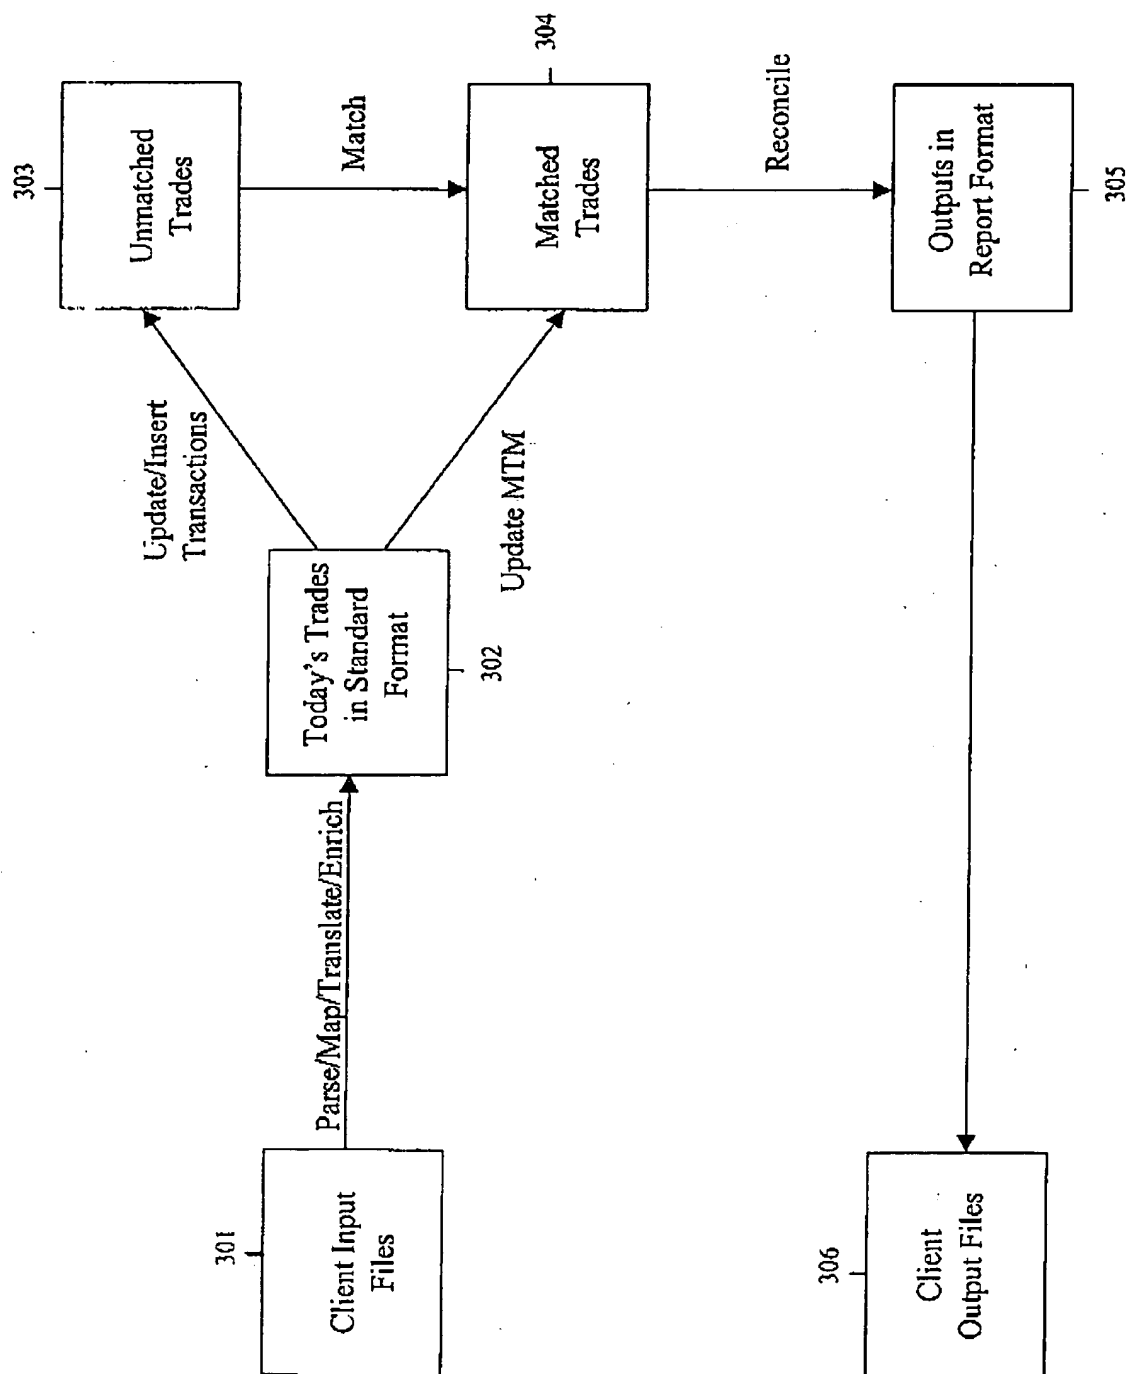 301
Client Input
Files
Parse/Map/Translate/Enrich
Today's Trades
in Standard
Format
302
Update/Insert
Transactions
Update MTM
303
Unmatched
Trades
Match
304
Matched
Trades
Reconcile
Outputs in
Report Format
305
306
Client
Output Files